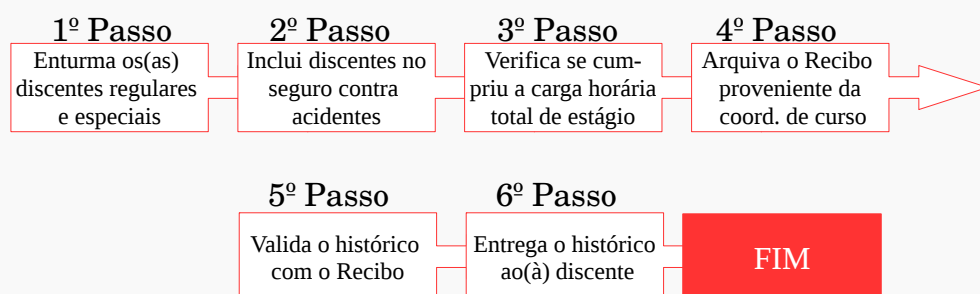 1º Passo
Enturma os(as)
discentes regulares
e especiais
2º Passo
Inclui discentes no
seguro contra
acidentes
3º Passo
Verifica se cum-
priu a carga horária
total de estágio
4º Passo
Arquiva o Recibo
proveniente da
coord. de curso
5º Passo
Valida o histórico
com o Recibo
6º Passo
Entrega o histórico
ao(à) discente
FIM